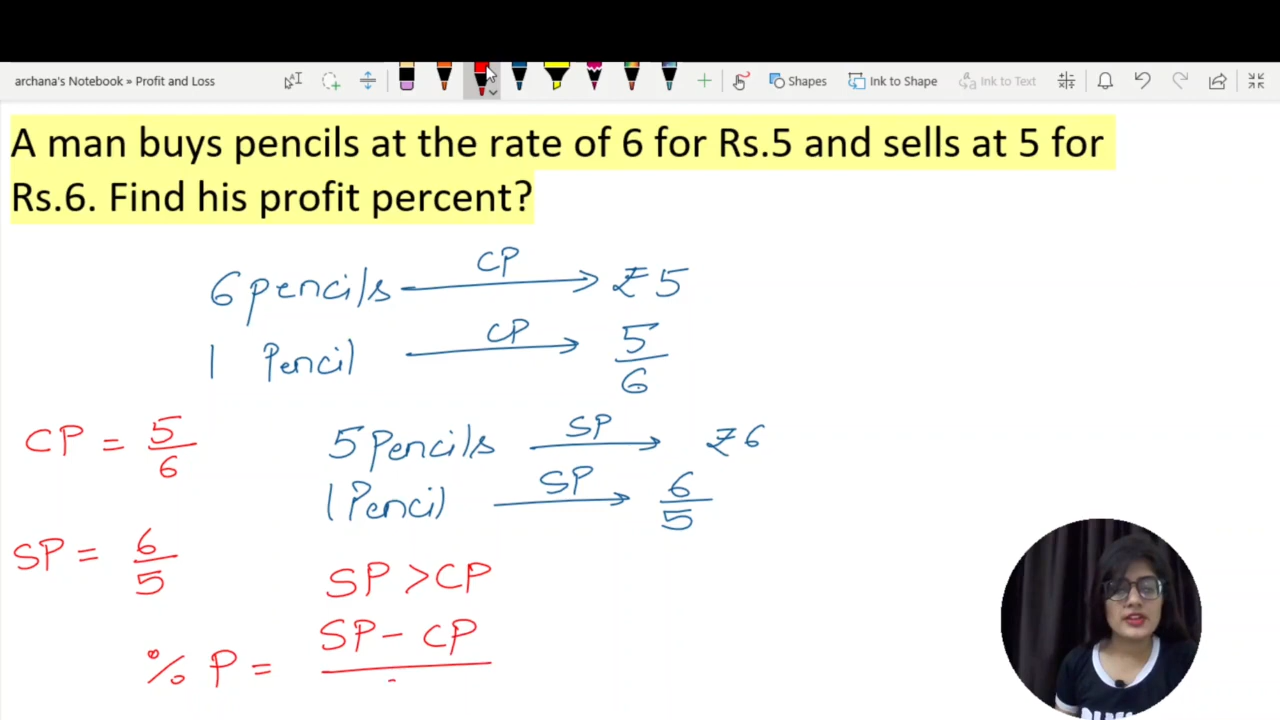 archana's Notebook » Profit and Loss
Shapes
Ink to Shape
Ink to Text
A man buys pencils at the rate of 6 for Rs.5 and sells at 5 for
Rs.6. Find his profit percent?
6 pencils CP → ₹5
1 Pencil CP → 5/6
CP = 5/6
5 Pencils SP → ₹6
1 Pencil SP → 6/5
SP = 6/5
SP > CP
% P = SP - CP